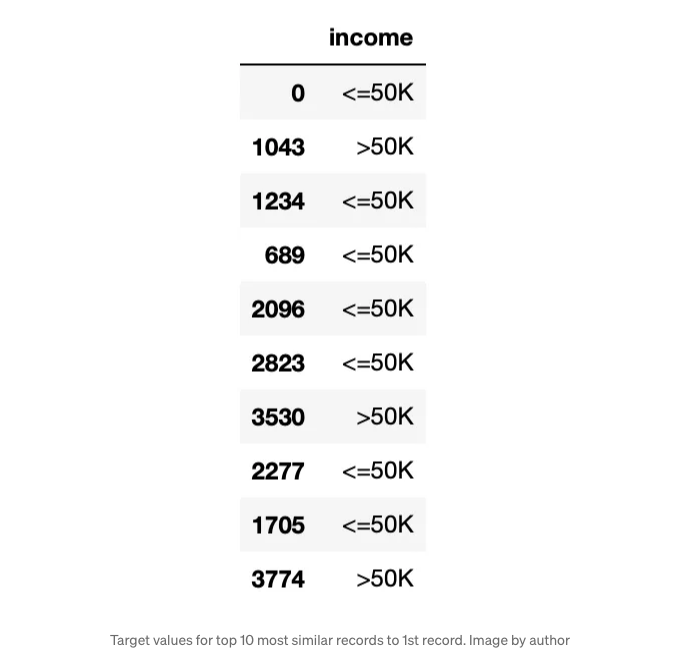 income
0 <=50K
1043 >50K
1234 <=50K
689 <=50K
2096 <=50K
2823 <=50K
3530 >50K
2277 <=50K
1705 <=50K
3774 >50K
Target values for top 10 most similar records to 1st record. Image by author